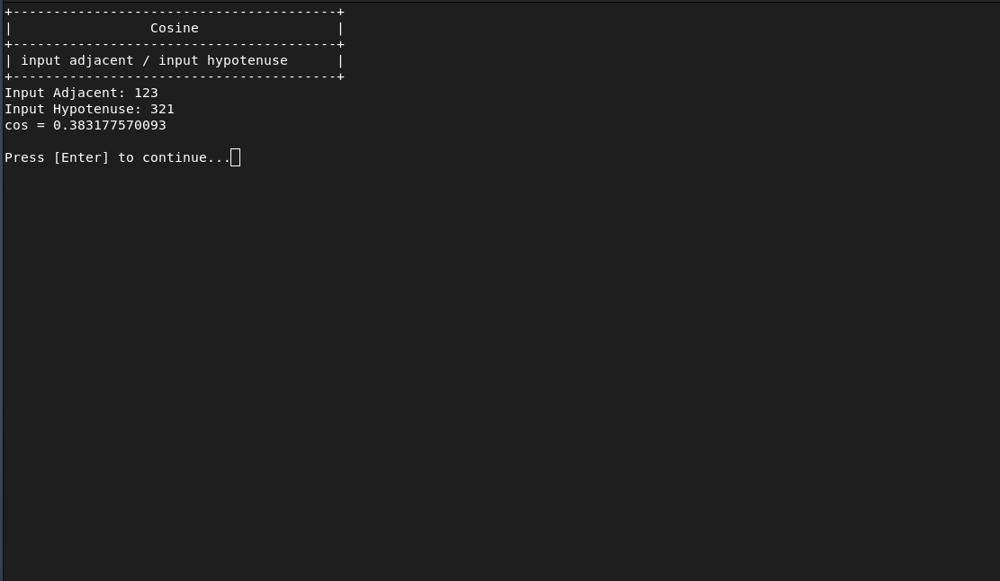 +----------------------------------------+
|                 Cosine                 |
+----------------------------------------+
| input adjacent / input hypotenuse      |
+----------------------------------------+
Input Adjacent: 123
Input Hypotenuse: 321
cos = 0.383177570093
Press [Enter] to continue...